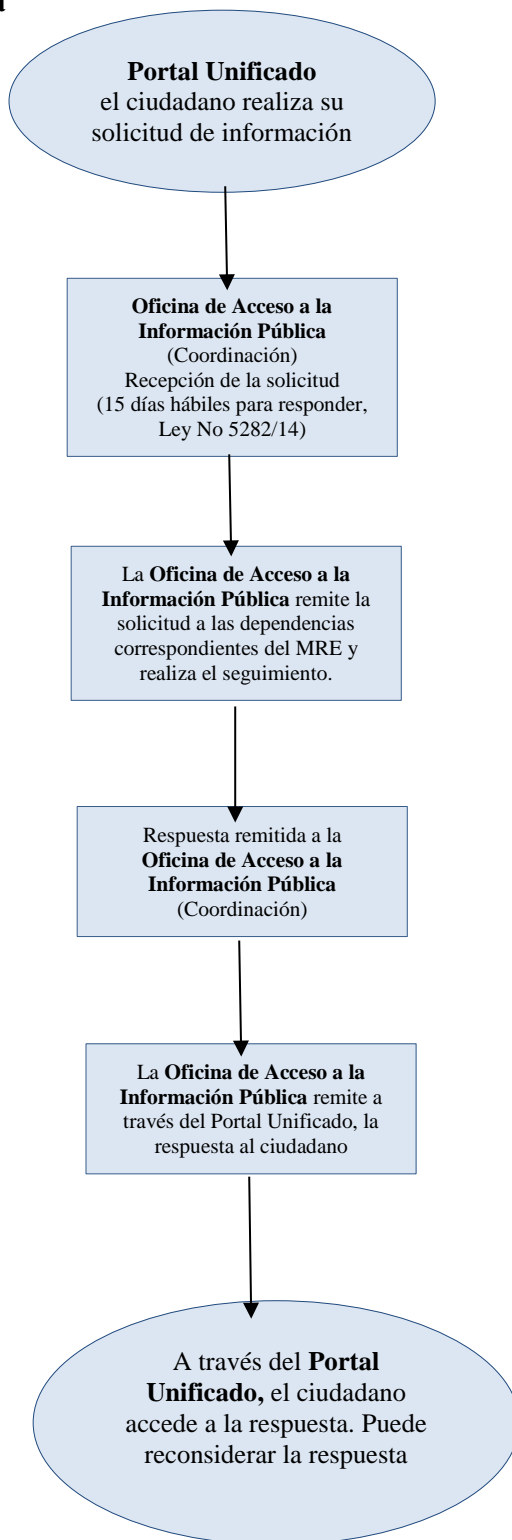 Portal Unificado
el ciudadano realiza su
solicitud de información
Oficina de Acceso a la
Información Pública
(Coordinación)
Recepción de la solicitud
(15 días hábiles para responder,
Ley No 5282/14)
La Oficina de Acceso a la
Información Pública remite la
solicitud a las dependencias
correspondientes del MRE y
realiza el seguimiento.
Respuesta remitida a la
Oficina de Acceso a la
Información Pública
(Coordinación)
La Oficina de Acceso a la
Información Pública remite a
través del Portal Unificado, la
respuesta al ciudadano
A través del Portal
Unificado, el ciudadano
accede a la respuesta. Puede
reconsiderar la respuesta